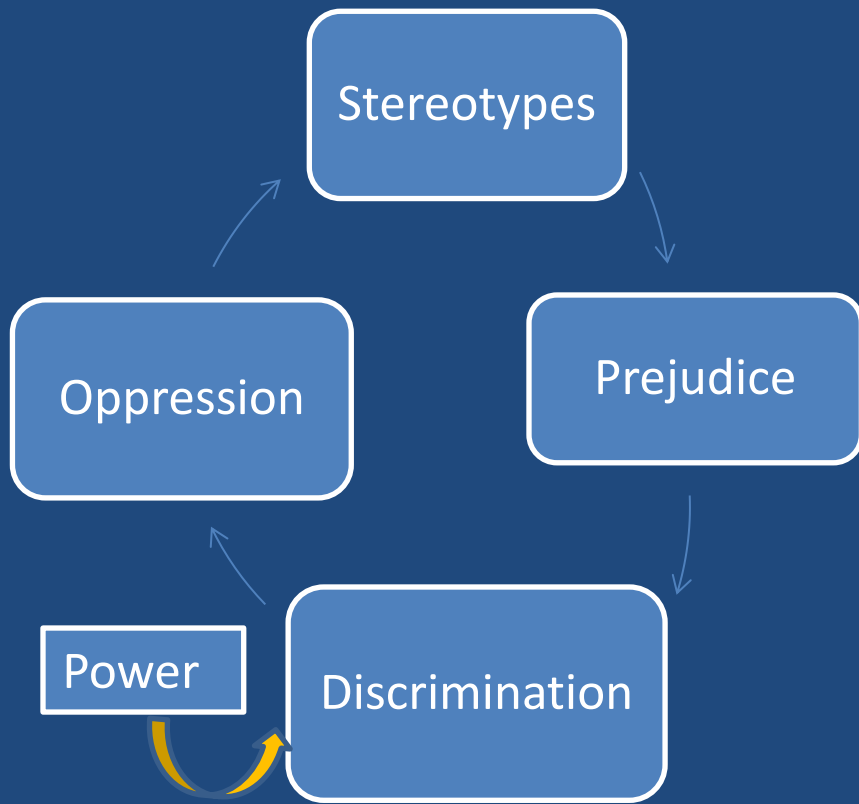 Stereotypes
Prejudice
Oppression
Power
Discrimination